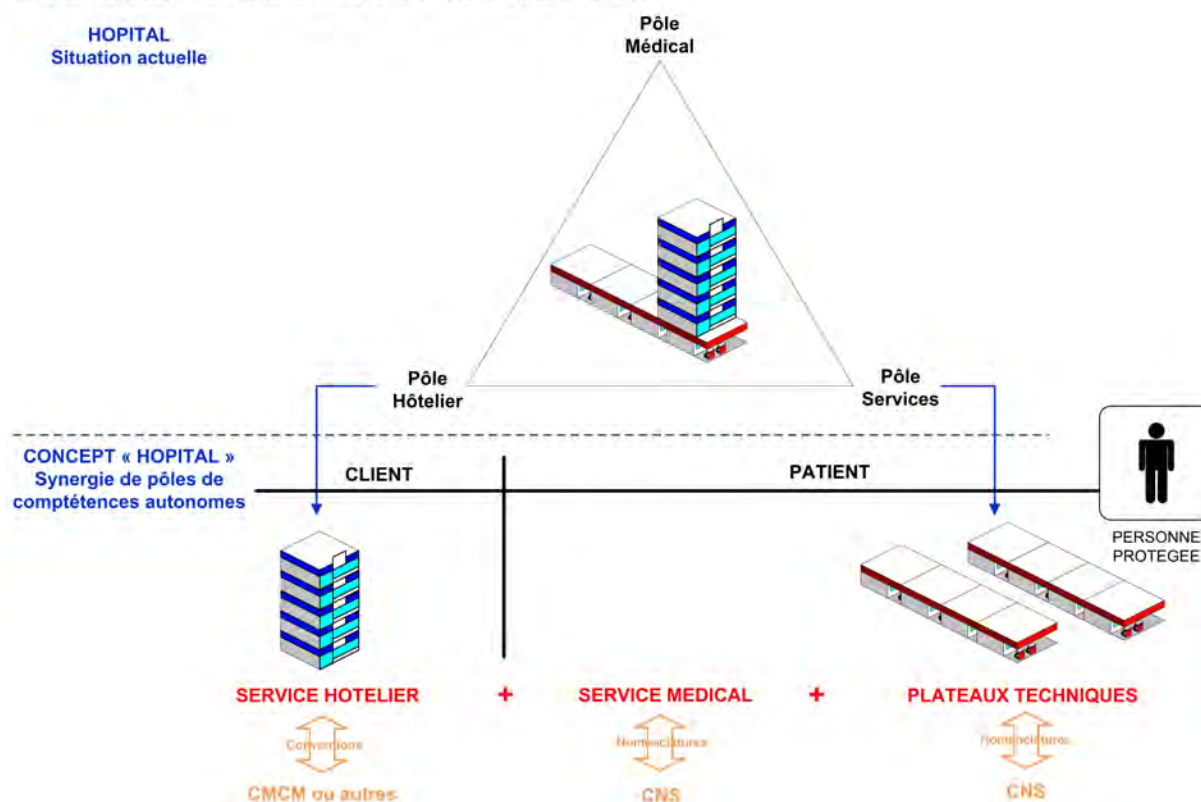 HOPITAL
Situation actuelle
Pôle
Médical
Pôle
Hôtelier
Pôle
Services
CONCEPT « HOPITAL »
Synergie de pôles de
comptétences autonomes
CLIENT
PATIENT
PERSONNE
PROTEGEE
SERVICE HOTELIER + SERVICE MEDICAL + PLATEAUX TECHNIQUES
Conventions
Nomenclatures
Nomenclatures
CMCM ou autres
CNS
CNS